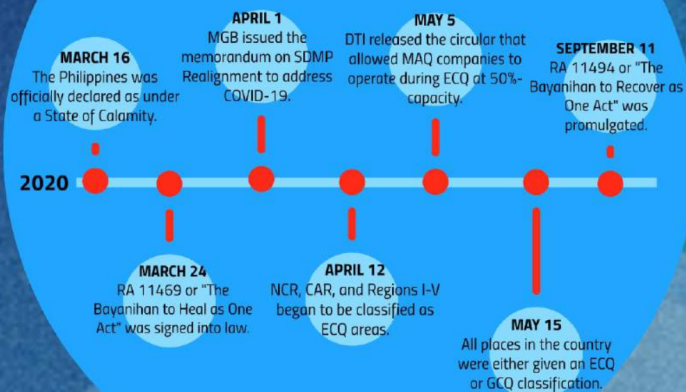 2020
MARCH 16
The Philippines was
officially declared as under
a State of Calamity.
MARCH 24
RA 11469 or "The
Bayanihan to Heal as One
Act" was signed into law.
APRIL 1
MGB issued the
memorandum on SDMP
Realignment to address
COVID-19.
APRIL 12
NCR, CAR, and Regions I-V
began to be classified as
ECQ areas.
MAY 5
DTI released the circular that
allowed MAQ companies to
operate during ECQ at 50%-
capacity.
MAY 15
All places in the country
were either given an ECQ
or GCQ classification.
SEPTEMBER 11
RA 11494 or "The
Bayanihan to Recover as
One Act" was
promulgated.